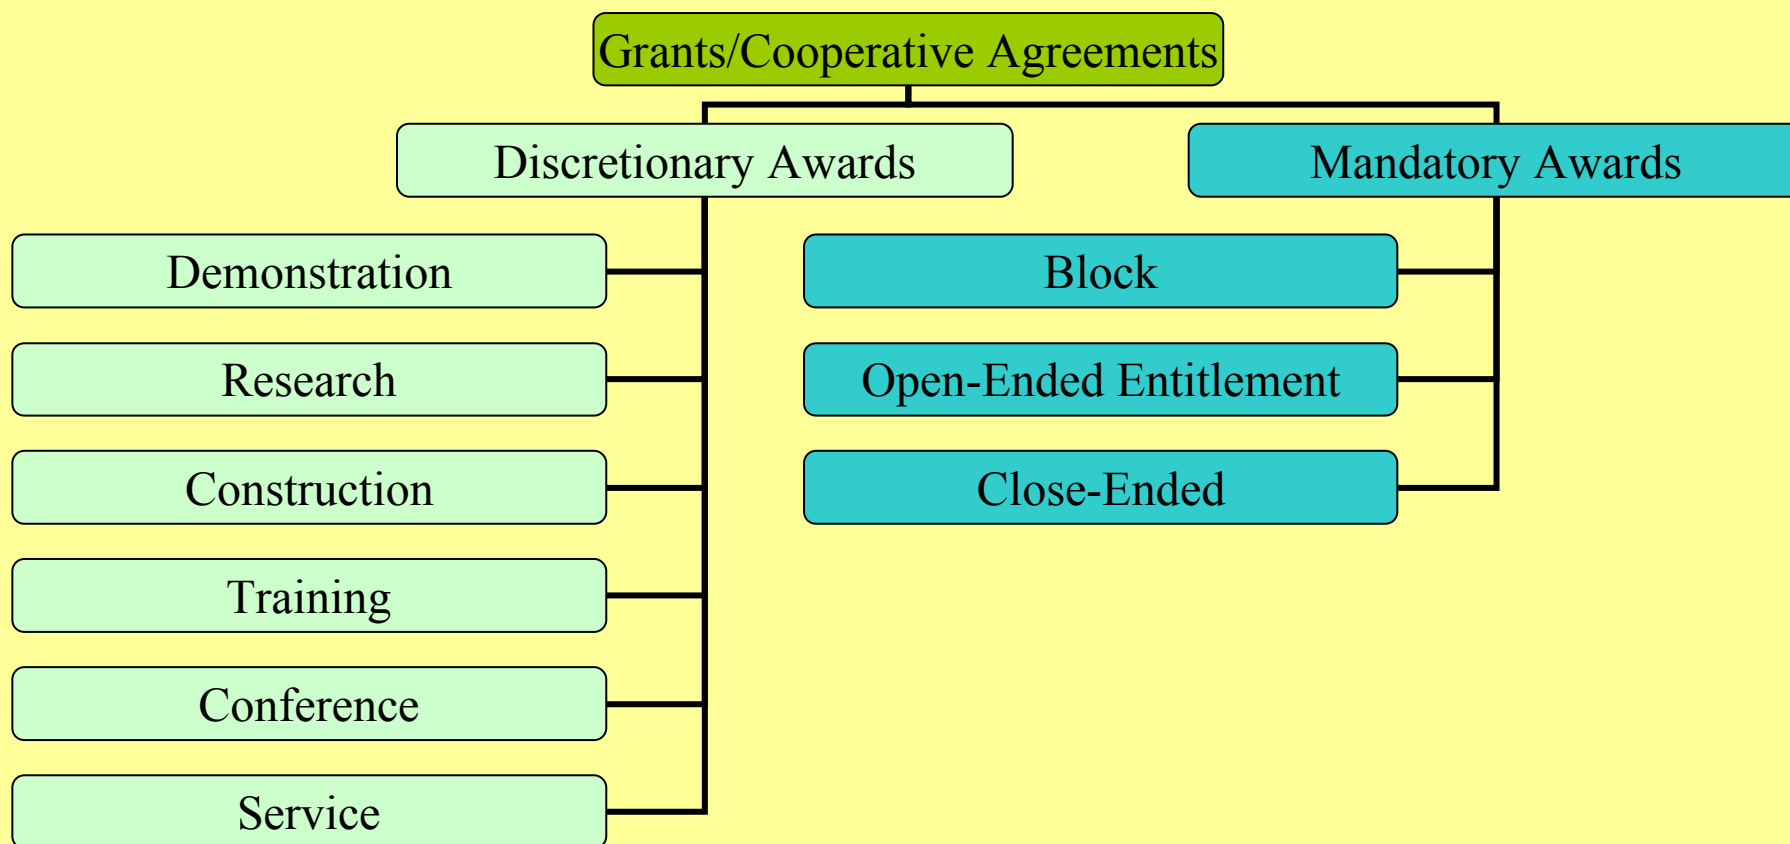 Grants/Cooperative Agreements
Discretionary Awards
Mandatory Awards
Demonstration
Block
Research
Open-Ended Entitlement
Construction
Close-Ended
Training
Conference
Service